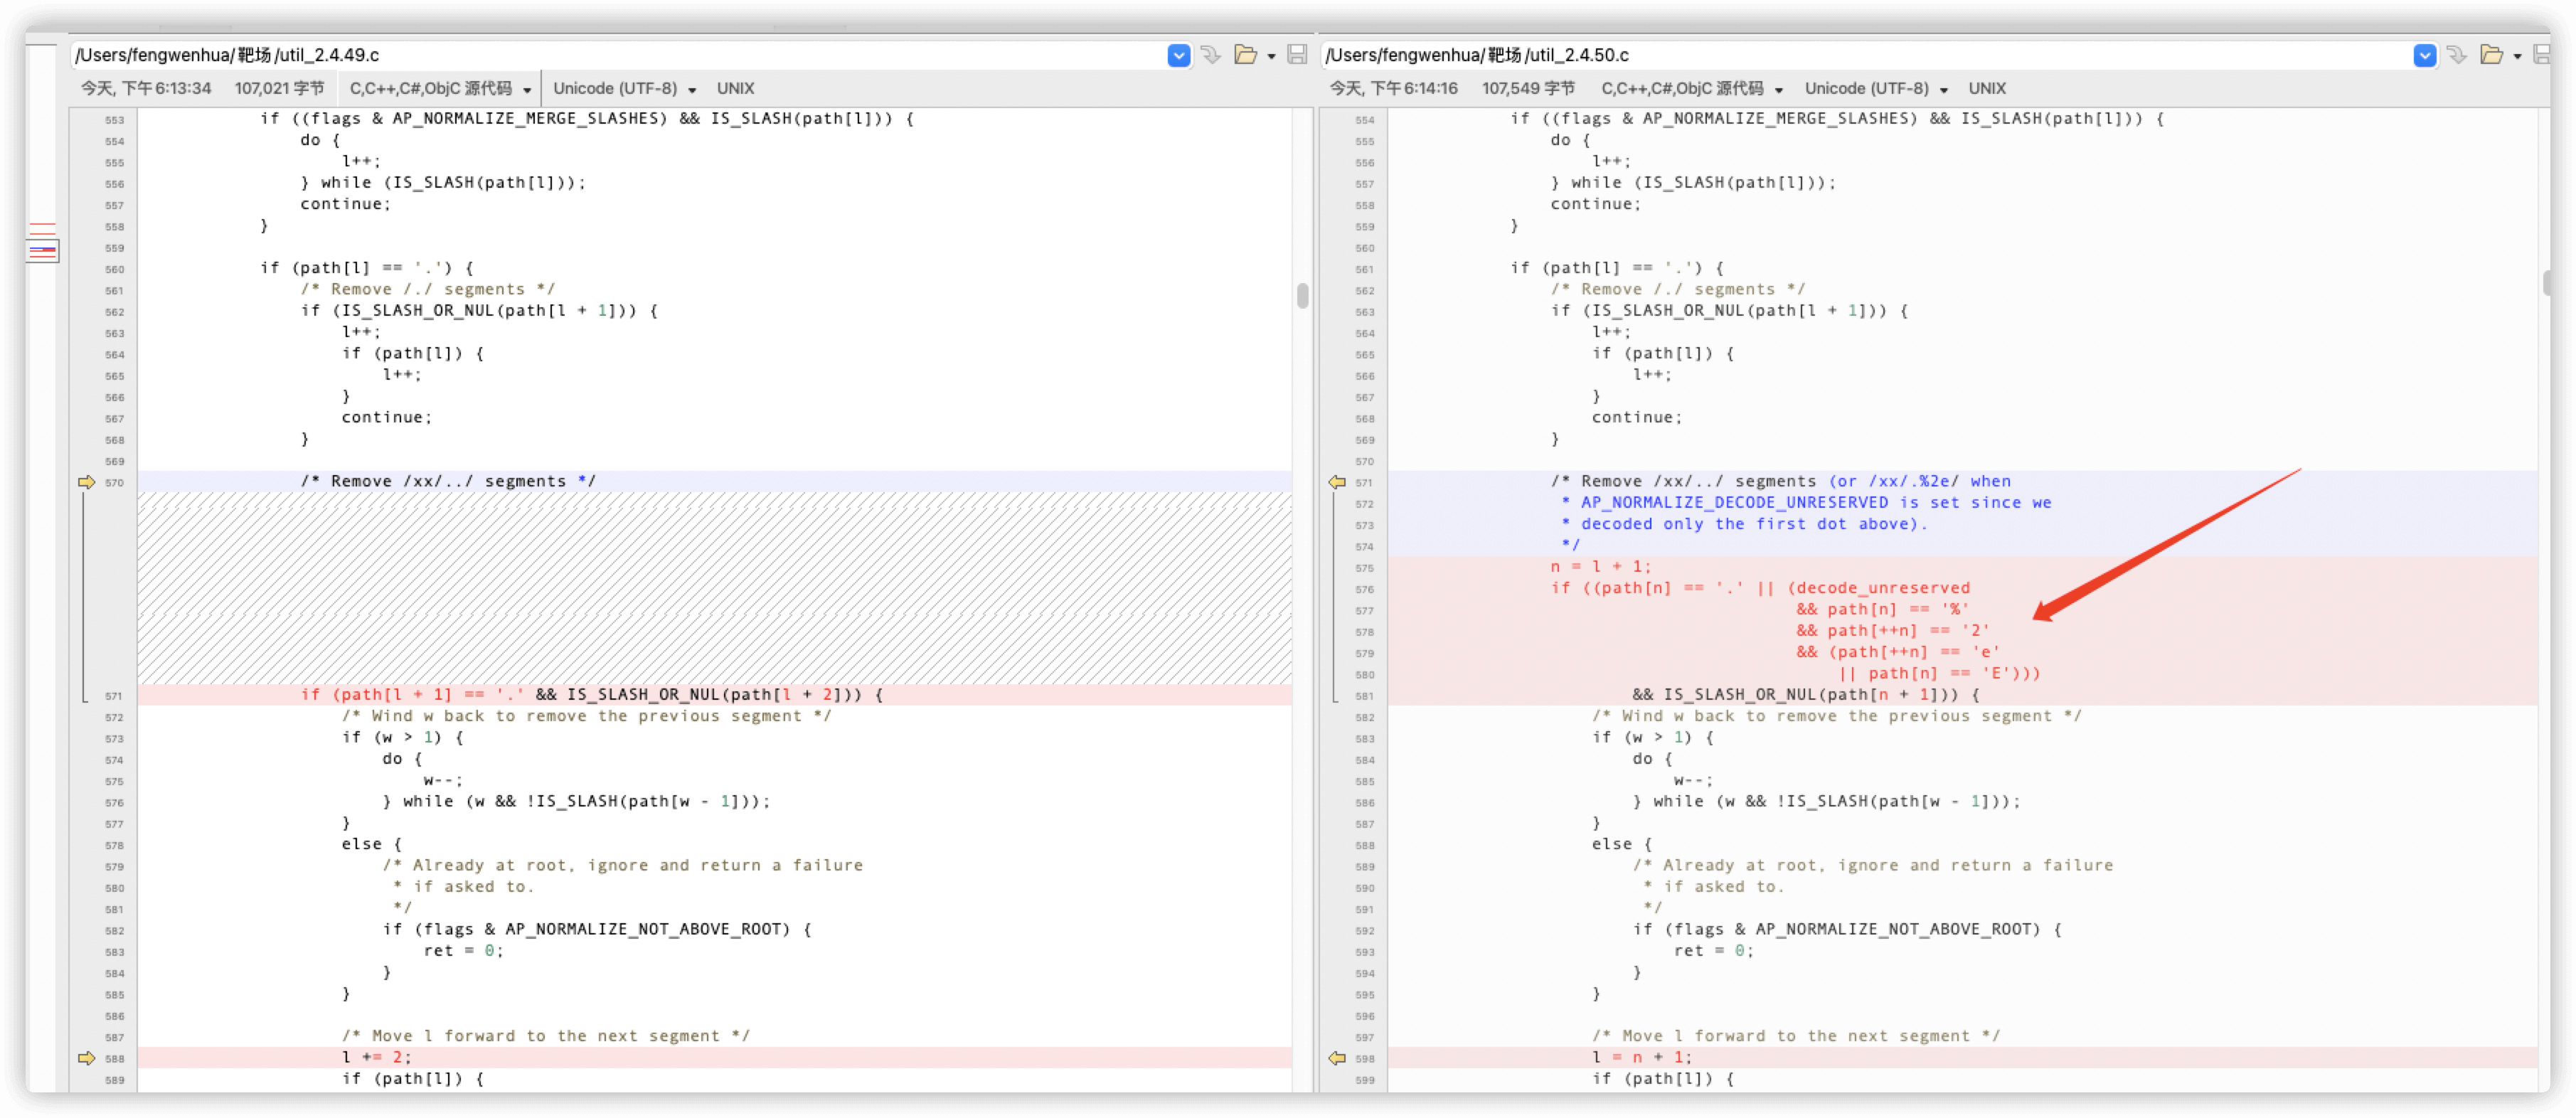 /Users/fengwenhua/靶场/util_2.4.49.c
今天, 下午6:13:34 107,021 字节 C,C++,C#,ObjC 源代码 Unicode (UTF-8) UNIX
553 if ((flags & AP_NORMALIZE_MERGE_SLASHES) && IS_SLASH(path[l])) {
554 do {
555 l++;
556 } while (IS_SLASH(path[l]));
557 continue;
558 }
559
560 if (path[l] == '.') {
561 /* Remove /./ segments */
562 if (IS_SLASH_OR_NUL(path[l + 1])) {
563 l++;
564 if (path[l]) {
565 l++;
566 }
567 continue;
568 }
569
570 /* Remove /xx/../ segments */
571 if (path[l + 1] == '.' && IS_SLASH_OR_NUL(path[l + 2])) {
572 /* Wind w back to remove the previous segment */
573 if (w > 1) {
574 do {
575 w--;
576 } while (w && !IS_SLASH(path[w - 1]));
577 }
578 else {
579 /* Already at root, ignore and return a failure
580 * if asked to.
581 */
582 if (flags & AP_NORMALIZE_NOT_ABOVE_ROOT) {
583 ret = 0;
584 }
585 }
586
587 /* Move l forward to the next segment */
588 l += 2;
589 if (path[l]) {
/Users/fengwenhua/靶场/util_2.4.50.c
今天, 下午6:14:16 107,549 字节 C,C++,C#,ObjC 源代码 Unicode (UTF-8) UNIX
554 if ((flags & AP_NORMALIZE_MERGE_SLASHES) && IS_SLASH(path[l])) {
555 do {
556 l++;
557 } while (IS_SLASH(path[l]));
558 continue;
559 }
560
561 if (path[l] == '.') {
562 /* Remove /./ segments */
563 if (IS_SLASH_OR_NUL(path[l + 1])) {
564 l++;
565 if (path[l]) {
566 l++;
567 }
568 continue;
569 }
570
571 /* Remove /xx/../ segments (or /xx/.%2e/ when
572 * AP_NORMALIZE_DECODE_UNRESERVED is set since we
573 * decoded only the first dot above).
574 */
575 n = l + 1;
576 if ((path[n] == '.' || (decode_unreserved
577 && path[n] == '%'
578 && path[++n] == '2'
579 && (path[++n] == 'e'
580 || path[n] == 'E')))
581 && IS_SLASH_OR_NUL(path[n + 1])) {
582 /* Wind w back to remove the previous segment */
583 if (w > 1) {
584 do {
585 w--;
586 } while (w && !IS_SLASH(path[w - 1]));
587 }
588 else {
589 /* Already at root, ignore and return a failure
590 * if asked to.
591 */
592 if (flags & AP_NORMALIZE_NOT_ABOVE_ROOT) {
593 ret = 0;
594 }
595 }
596
597 /* Move l forward to the next segment */
598 l = n + 1;
599 if (path[l]) {